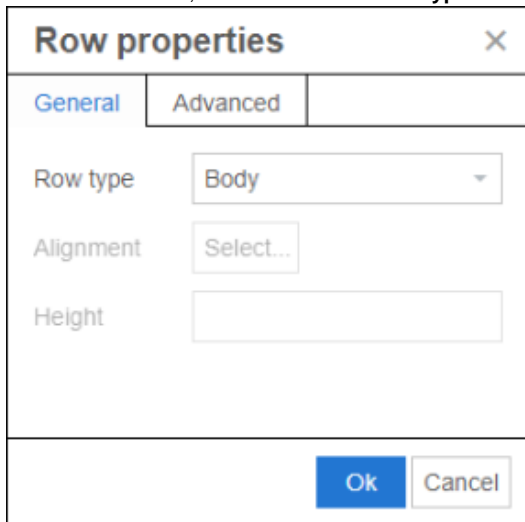 Row properties
General Advanced
Row type Body
Alignment Select...
Height
Ok Cancel